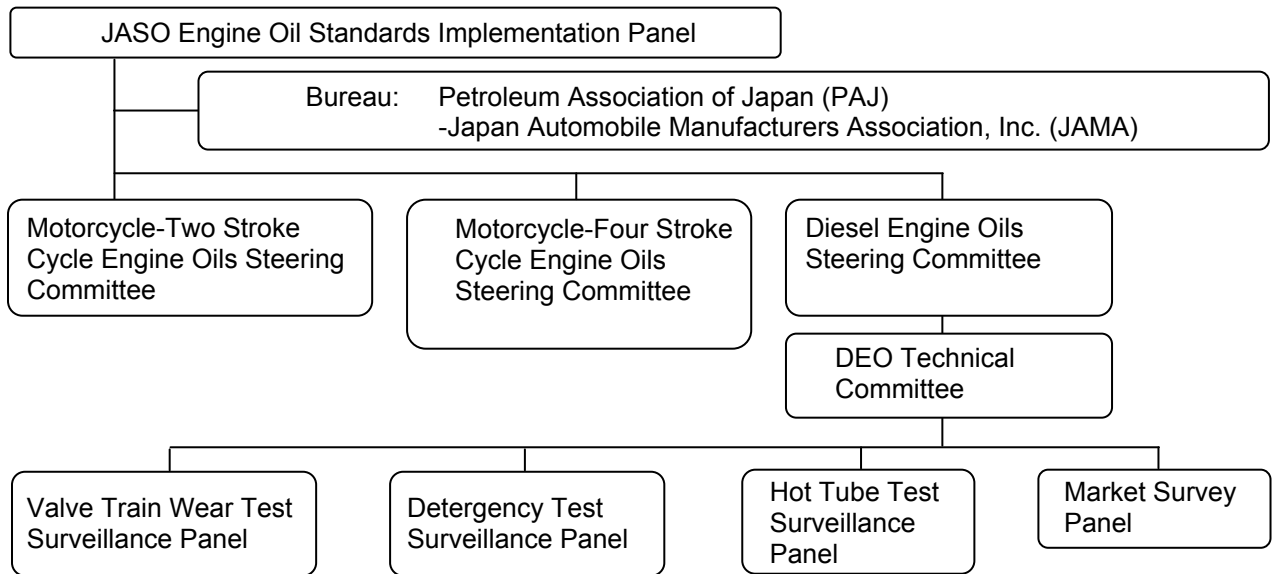 JASO Engine Oil Standards Implementation Panel
Bureau: Petroleum Association of Japan (PAJ)
-Japan Automobile Manufacturers Association, Inc. (JAMA)
Motorcycle-Two Stroke
Cycle Engine Oils Steering
Committee
Motorcycle-Four Stroke
Cycle Engine Oils
Steering Committee
Diesel Engine Oils
Steering Committee
DEO Technical
Committee
Valve Train Wear Test
Surveillance Panel
Detergency Test
Surveillance Panel
Hot Tube Test
Surveillance
Panel
Market Survey
Panel